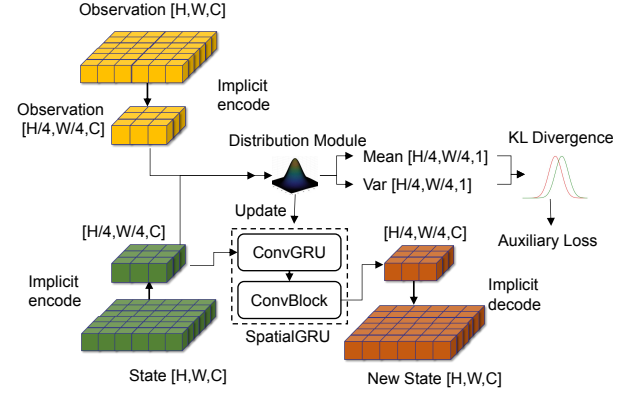 Observation [H,W,C]
Implicit
encode
Observation
[H/4,W/4,C]
Distribution Module
Mean [H/4,W/4,1]
Var [H/4,W/4,1]
KL Divergence
Auxiliary Loss
Update
[H/4,W/4,C]
ConvGRU
ConvBlock
SpatialGRU
[H/4,W/4,C]
Implicit
encode
Implicit
decode
State [H,W,C]
New State [H,W,C]